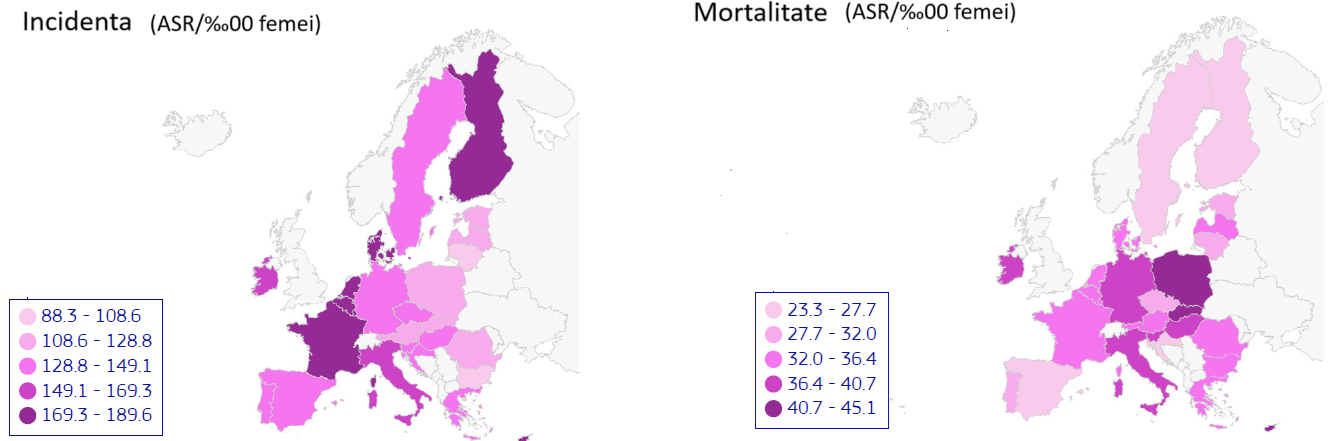 Incidenta (ASR/‰00 femei)
88.3 - 108.6
108.6 - 128.8
128.8 - 149.1
149.1 - 169.3
169.3 - 189.6
Mortalitate (ASR/‰00 femei)
23.3 - 27.7
27.7 - 32.0
32.0 - 36.4
36.4 - 40.7
40.7 - 45.1